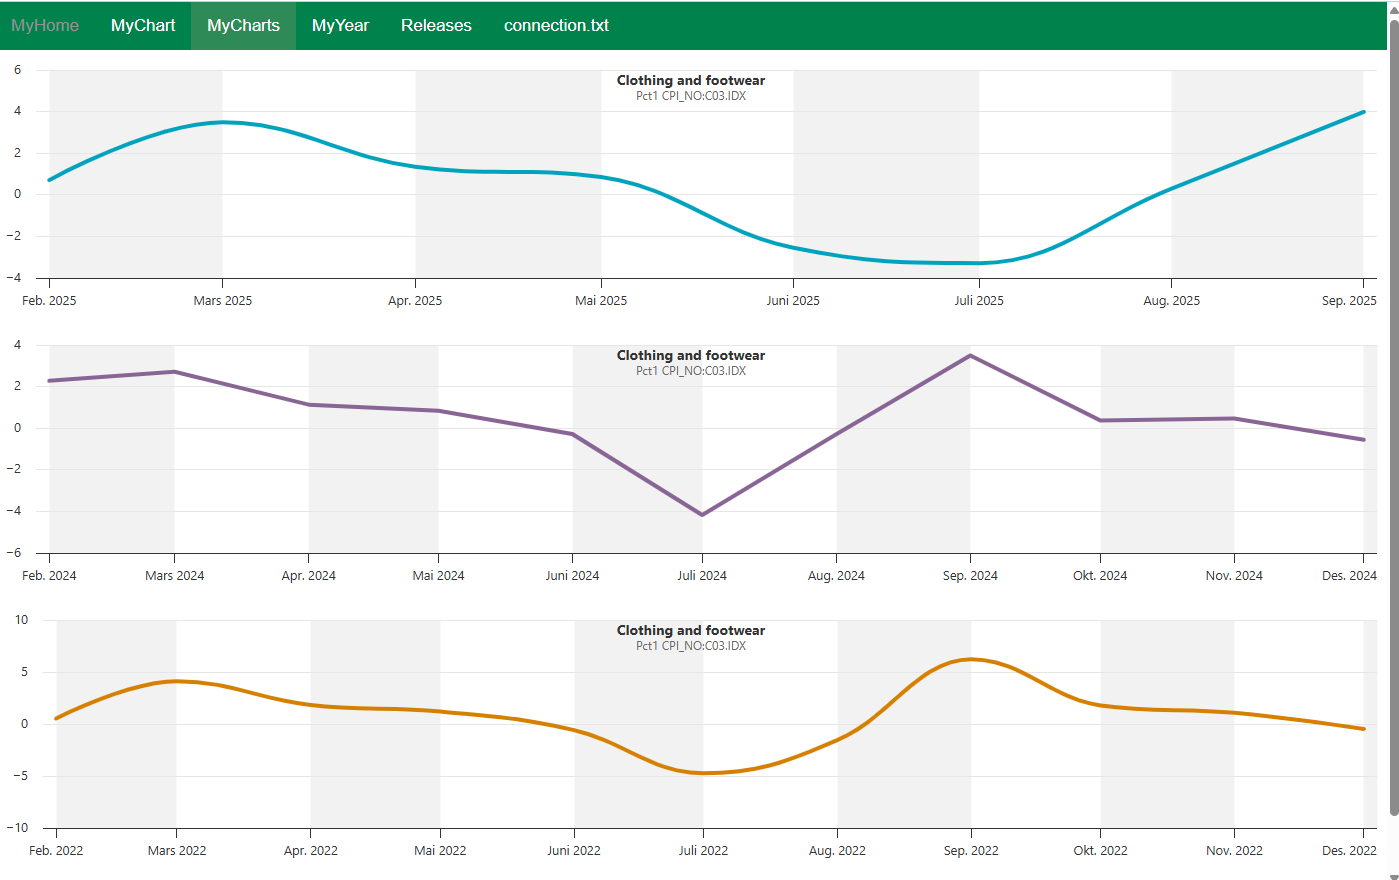 MyHome MyChart MyCharts MyYear Releases connection.txt
Clothing and footwear
Pct1 CPI_NO:C03.IDX
6
4
2
0
−2
−4
Feb. 2025 Mars 2025 Apr. 2025 Mai 2025 Juni 2025 Juli 2025 Aug. 2025 Sep. 2025
Clothing and footwear
Pct1 CPI_NO:C03.IDX
4
2
0
−2
−4
−6
Feb. 2024 Mars 2024 Apr. 2024 Mai 2024 Juni 2024 Juli 2024 Aug. 2024 Sep. 2024 Okt. 2024 Nov. 2024 Des. 2024
Clothing and footwear
Pct1 CPI_NO:C03.IDX
10
5
0
−5
−10
Feb. 2022 Mars 2022 Apr. 2022 Mai 2022 Juni 2022 Juli 2022 Aug. 2022 Sep. 2022 Okt. 2022 Nov. 2022 Des. 2022